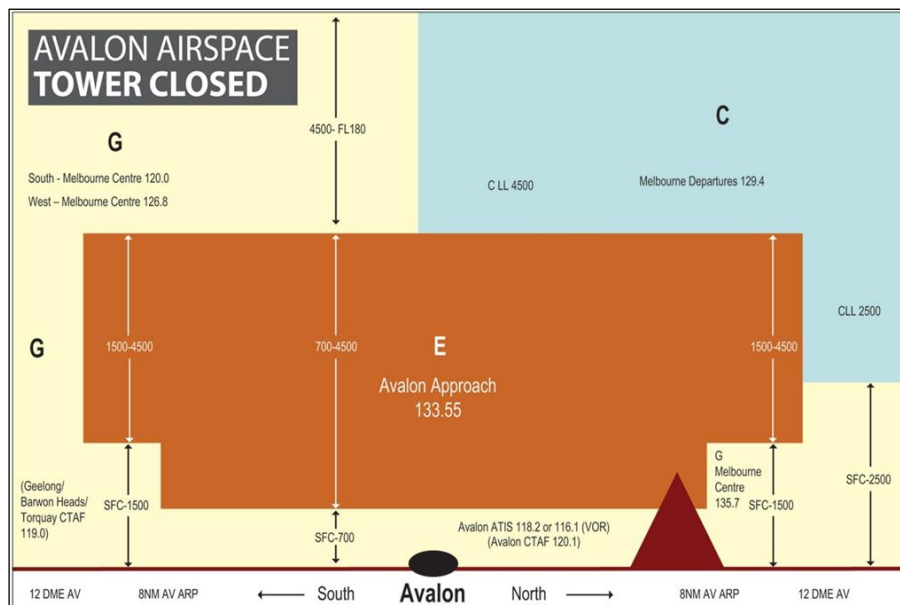 AVALON AIRSPACE
TOWER CLOSED
G
South - Melbourne Centre 120.0
West – Melbourne Centre 126.8
4500- FL180
C
C LL 4500
Melbourne Departures 129.4
G
1500-4500
700-4500
E
Avalon Approach
133.55
1500-4500
CLL 2500
(Geelong/
Barwon Heads/
Torquay CTAF
119.0)
SFC-1500
SFC-700
Avalon ATIS 118.2 or 116.1 (VOR)
(Avalon CTAF 120.1)
G
Melbourne
Centre
135.7
SFC-1500
SFC-2500
12 DME AV
8NM AV ARP
South
Avalon
North
8NM AV ARP
12 DME AV